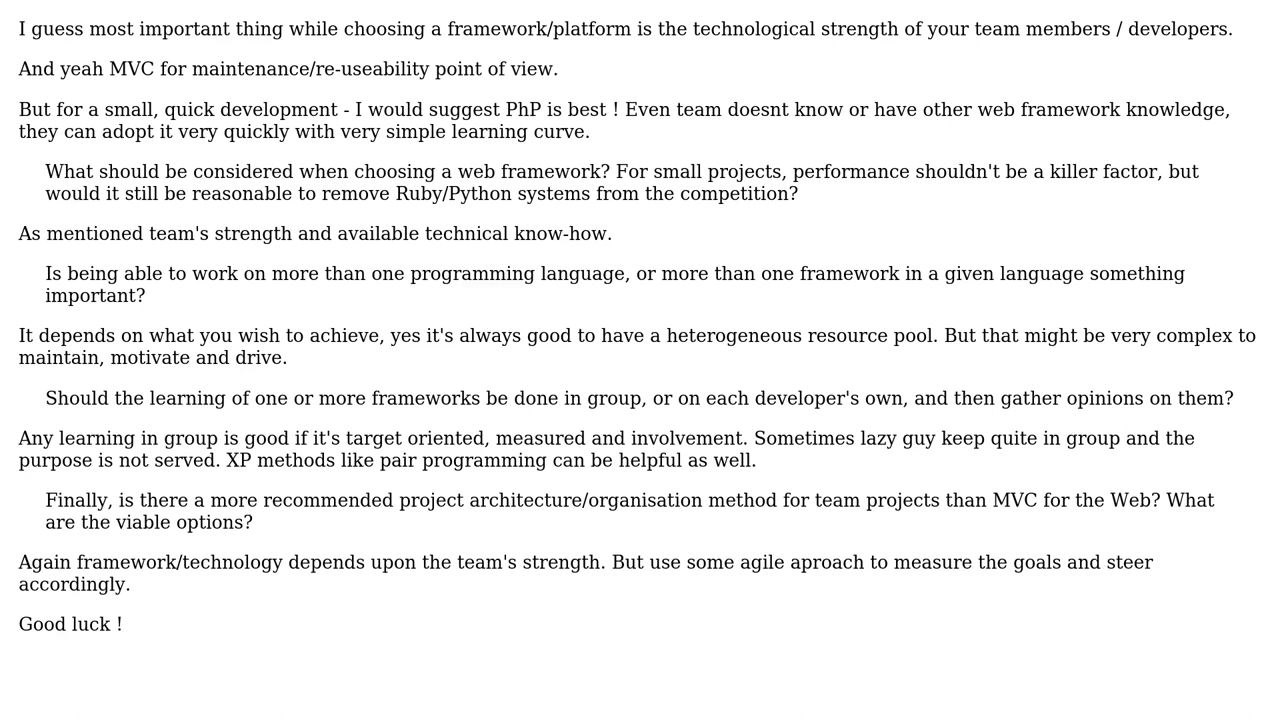 I guess most important thing while choosing a framework/platform is the technological strength of your team members / developers.
And yeah MVC for maintenance/re-useability point of view.
But for a small, quick development - I would suggest PhP is best ! Even team doesnt know or have other web framework knowledge,
they can adopt it very quickly with very simple learning curve.
What should be considered when choosing a web framework? For small projects, performance shouldn't be a killer factor, but
would it still be reasonable to remove Ruby/Python systems from the competition?
As mentioned team's strength and available technical know-how.
Is being able to work on more than one programming language, or more than one framework in a given language something
important?
It depends on what you wish to achieve, yes it's always good to have a heterogeneous resource pool. But that might be very complex to
maintain, motivate and drive.
Should the learning of one or more frameworks be done in group, or on each developer's own, and then gather opinions on them?
Any learning in group is good if it's target oriented, measured and involvement. Sometimes lazy guy keep quite in group and the
purpose is not served. XP methods like pair programming can be helpful as well.
Finally, is there a more recommended project architecture/organisation method for team projects than MVC for the Web? What
are the viable options?
Again framework/technology depends upon the team's strength. But use some agile aproach to measure the goals and steer
accordingly.
Good luck !